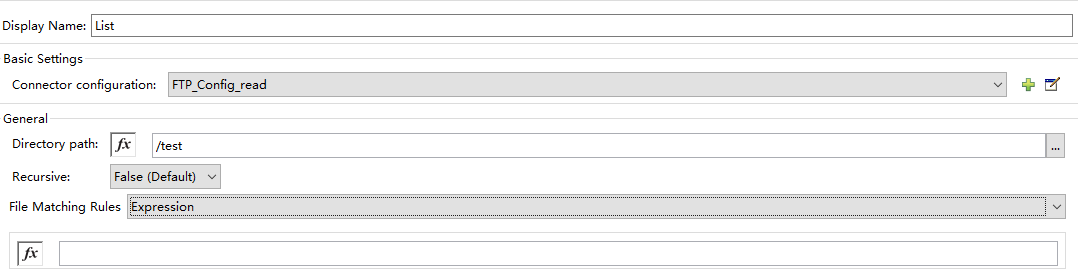 Display Name: List
Basic Settings
Connector configuration: FTP_Config_read
General
Directory path: fx /test ...
Recursive: False (Default)
File Matching Rules Expression
fx